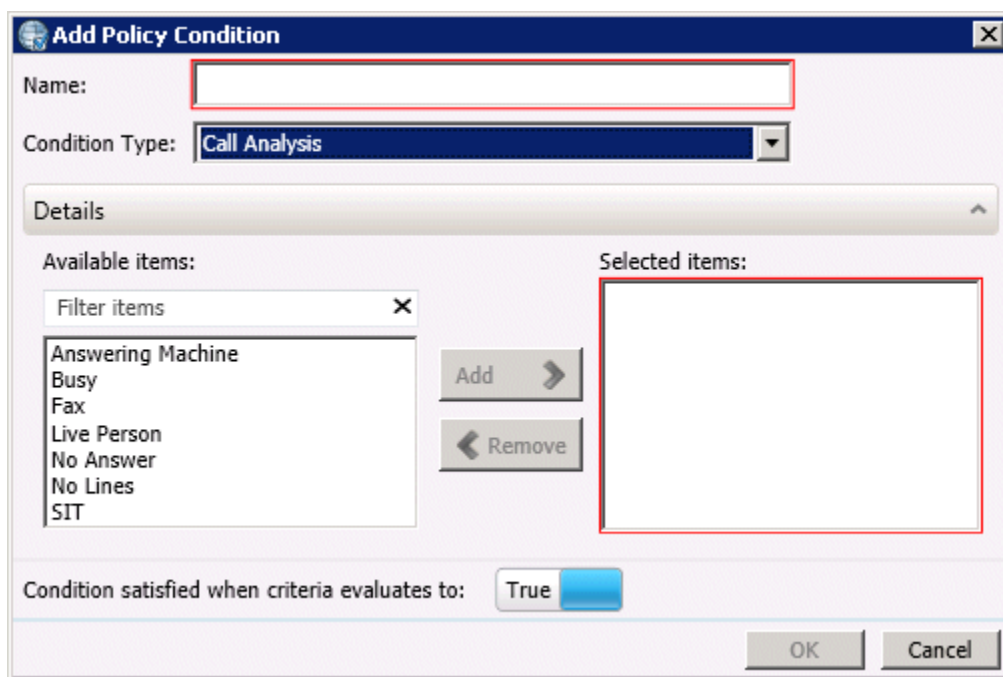 Add Policy Condition
Name:
Condition Type: Call Analysis
Details
Available items:
Selected items:
Filter items
Answering Machine
Busy
Fax
Live Person
No Answer
No Lines
SIT
Add
Remove
Condition satisfied when criteria evaluates to: True
OK Cancel